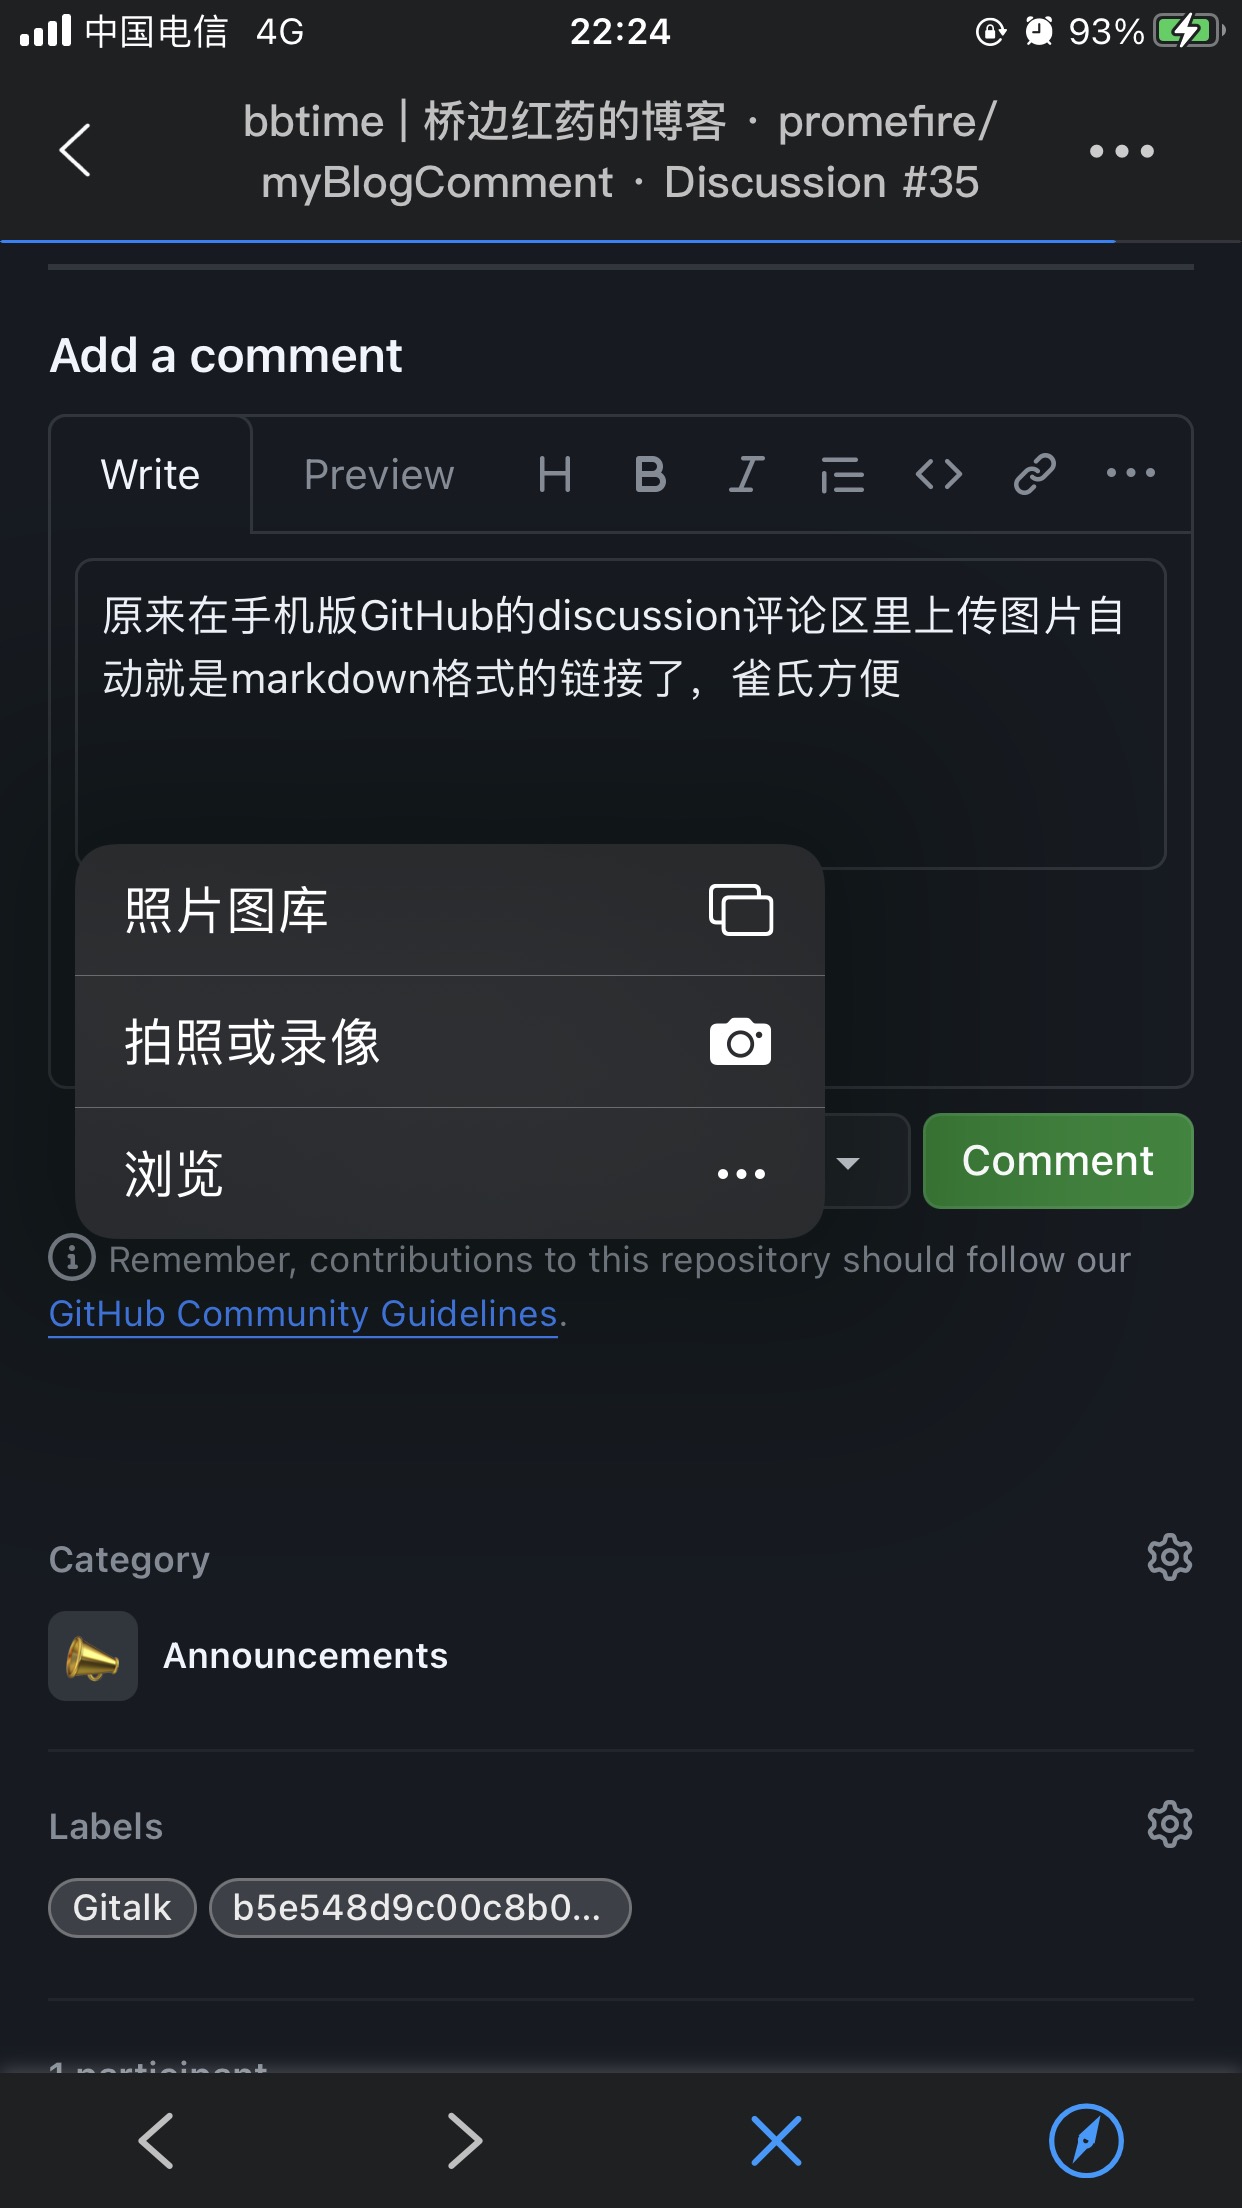 中国电信 4G 22:24 93%
bbtime | 桥边红药的博客 · promefire/
myBlogComment · Discussion #35
Add a comment
Write Preview
原来在手机版GitHub的discussion评论区里上传图片自
动就是markdown格式的链接了，雀氏方便
照片图库
拍照或录像
浏览
Comment
Remember, contributions to this repository should follow our
GitHub Community Guidelines.
Category
Announcements
Labels
Gitalk b5e548d9c00c8b0...
1 participant